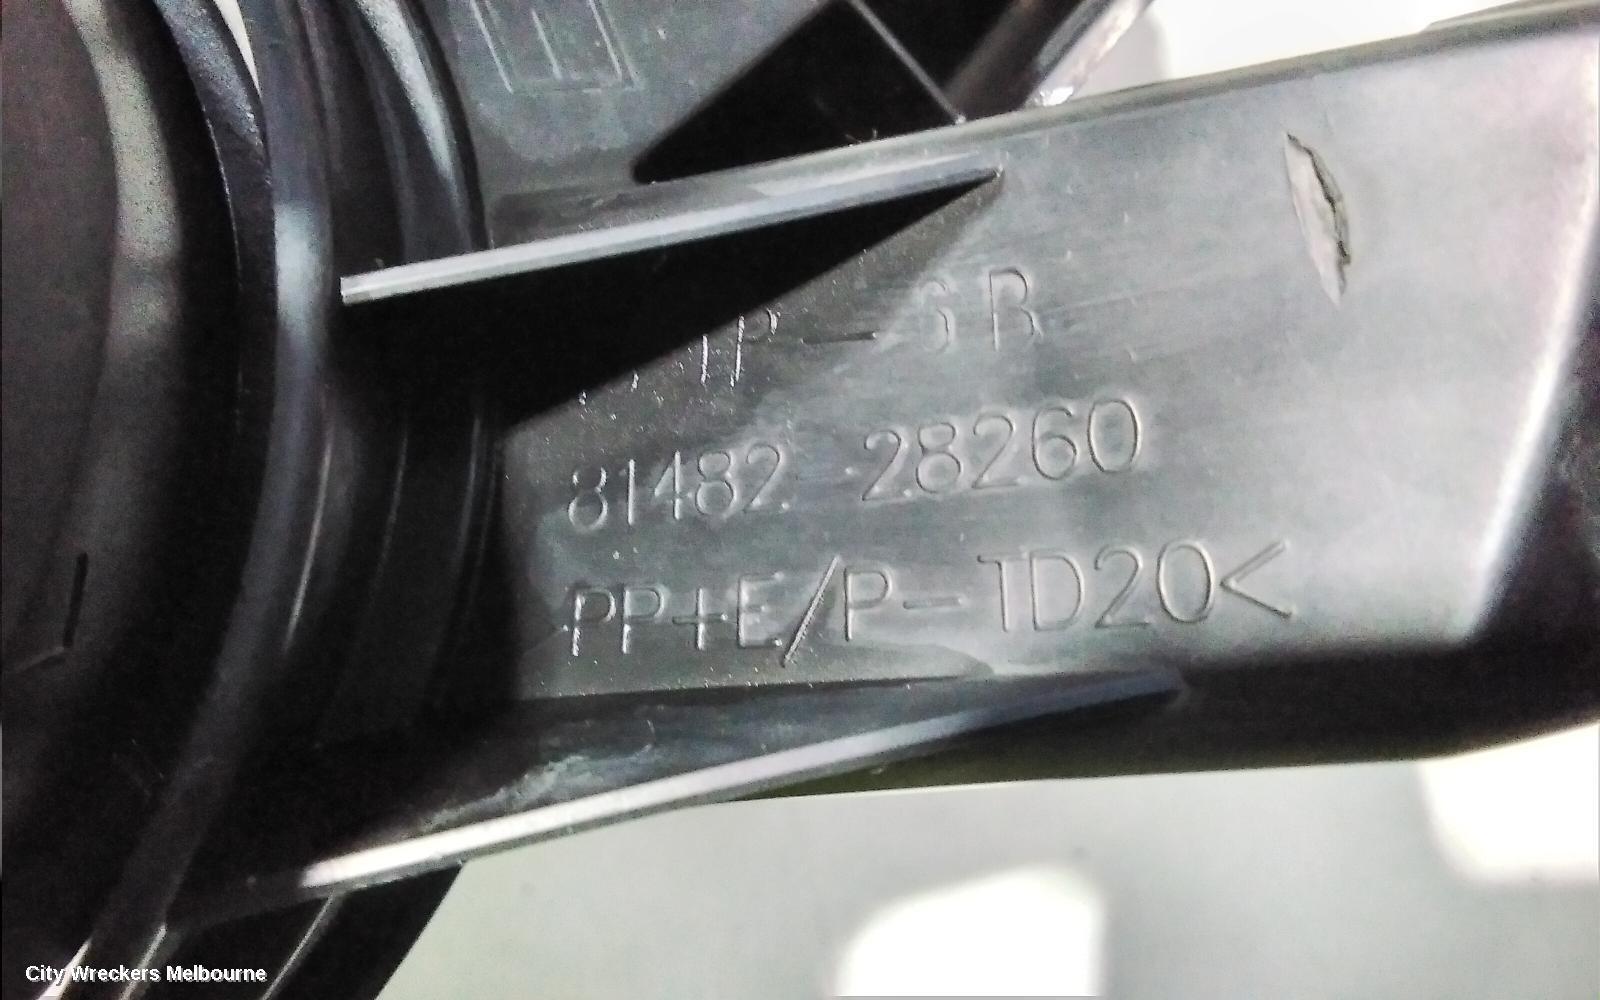 81482 28260
PP+E/P-TD20<
City Wreckers Melbourne